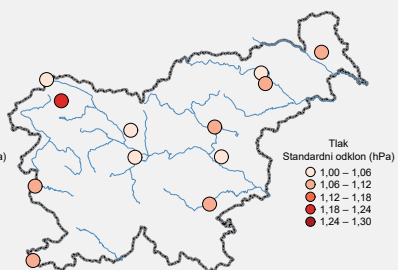 a)
Tlak
Standardni odklon (hPa)
1,00 – 1,06
1,06 – 1,12
1,12 – 1,18
1,18 – 1,24
1,24 – 1,30